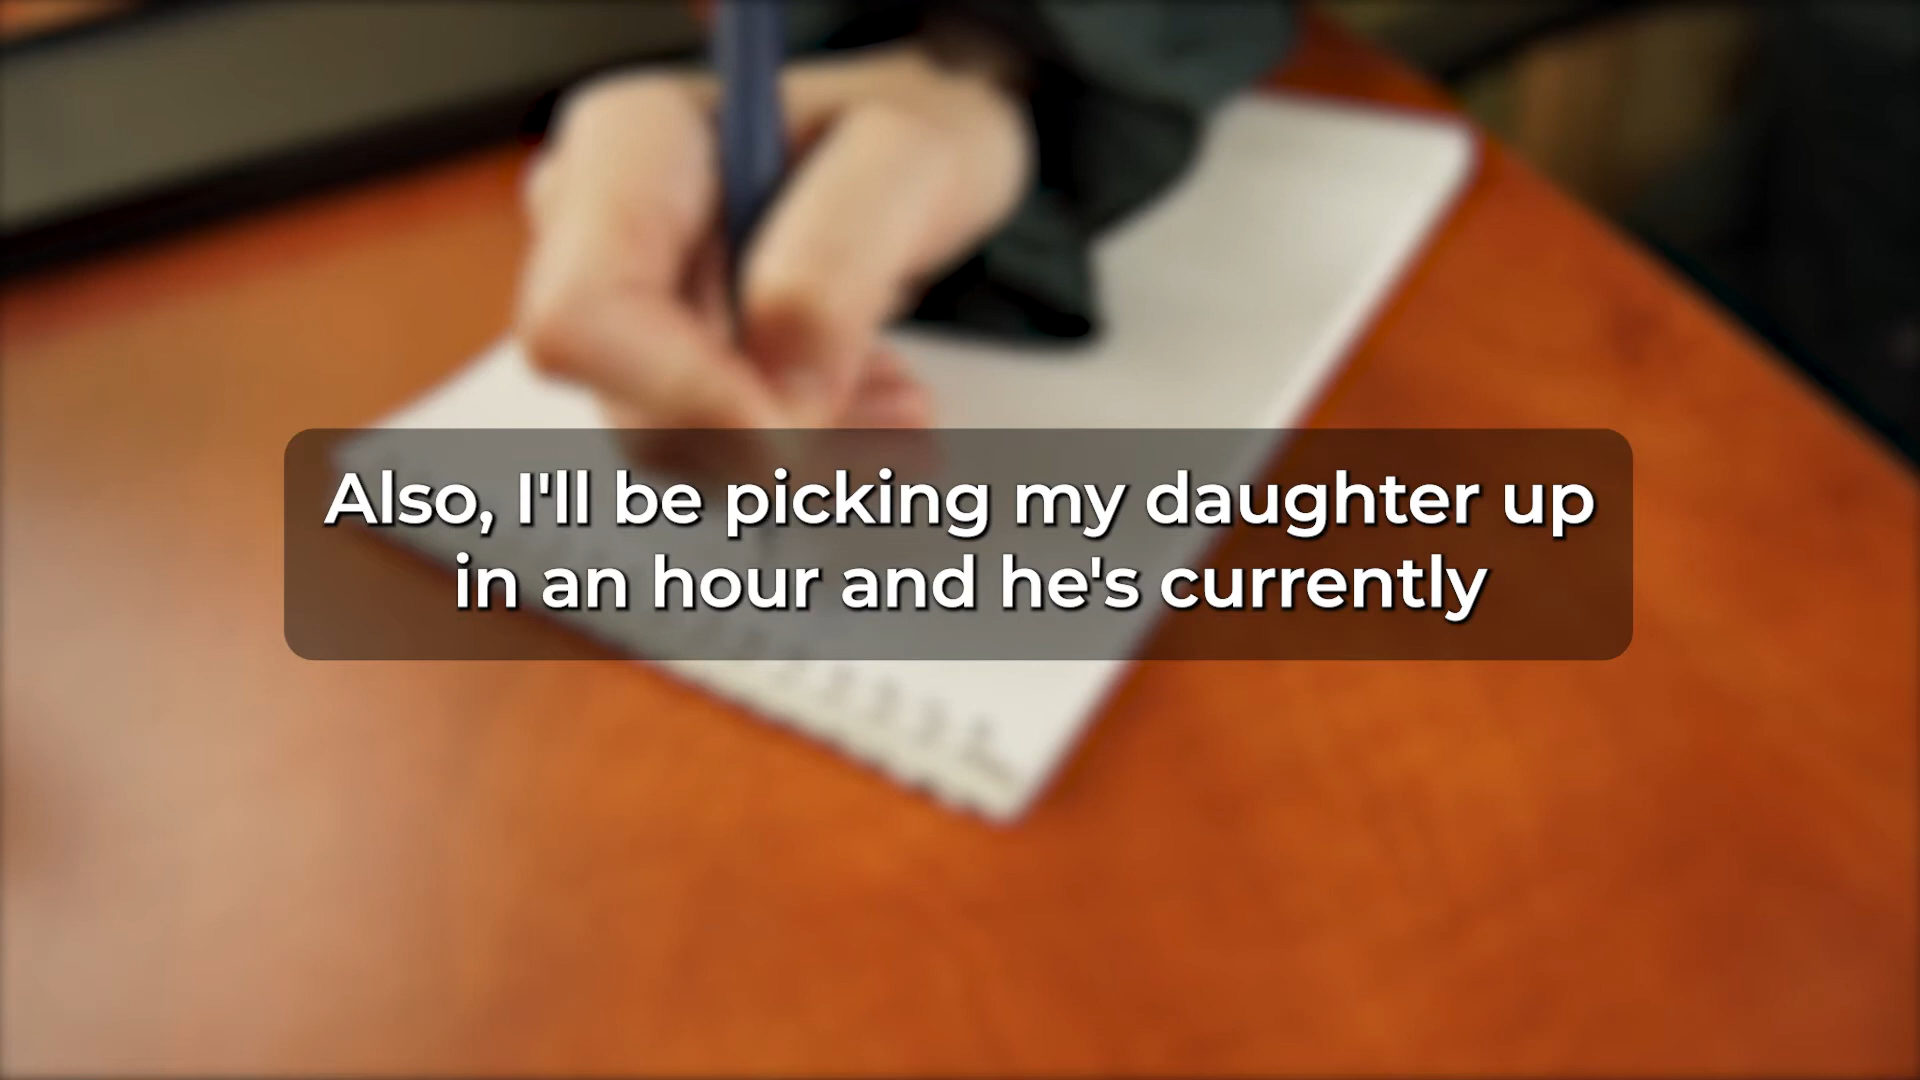 Also, I'll be picking my daughter up
in an hour and he's currently